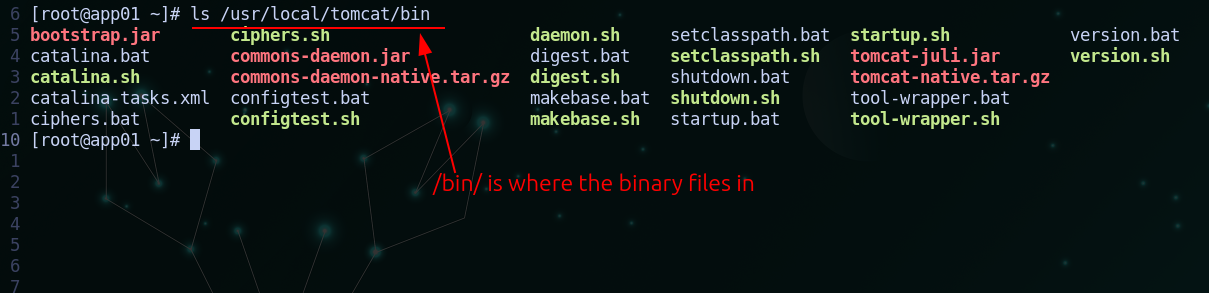 6 [root@app01 ~]# ls /usr/local/tomcat/bin
5 bootstrap.jar ciphers.sh daemon.sh setclasspath.bat startup.sh version.bat
4 catalina.bat commons-daemon.jar digest.bat setclasspath.sh tomcat-juli.jar version.sh
3 catalina.sh commons-daemon-native.tar.gz digest.sh shutdown.bat tomcat-native.tar.gz
2 catalina-tasks.xml configtest.bat makebase.bat shutdown.sh tool-wrapper.bat
1 ciphers.bat configtest.sh makebase.sh startup.bat tool-wrapper.sh
10 [root@app01 ~]#
1
2 /bin/ is where the binary files in
3
4
5
6
7